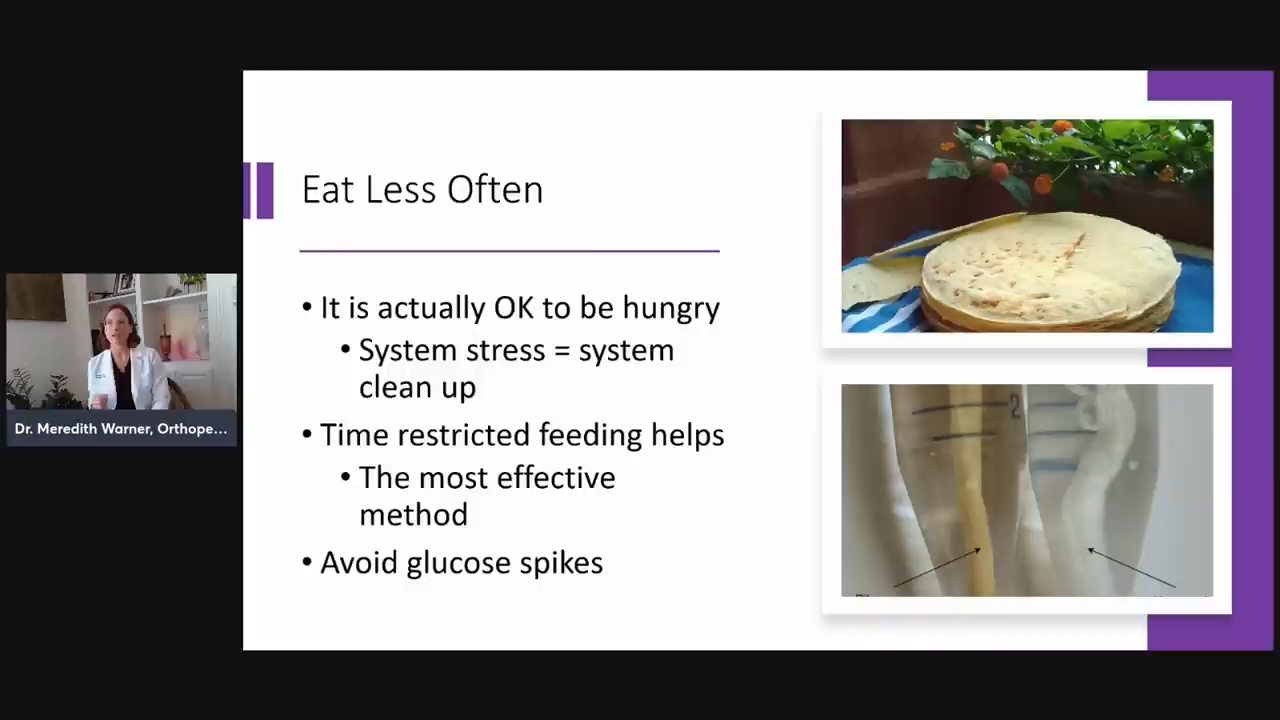 Eat Less Often
• It is actually OK to be hungry
• System stress = system
clean up
• Time restricted feeding helps
• The most effective
method
• Avoid glucose spikes
2
Dr. Meredith Warner, Orthope...